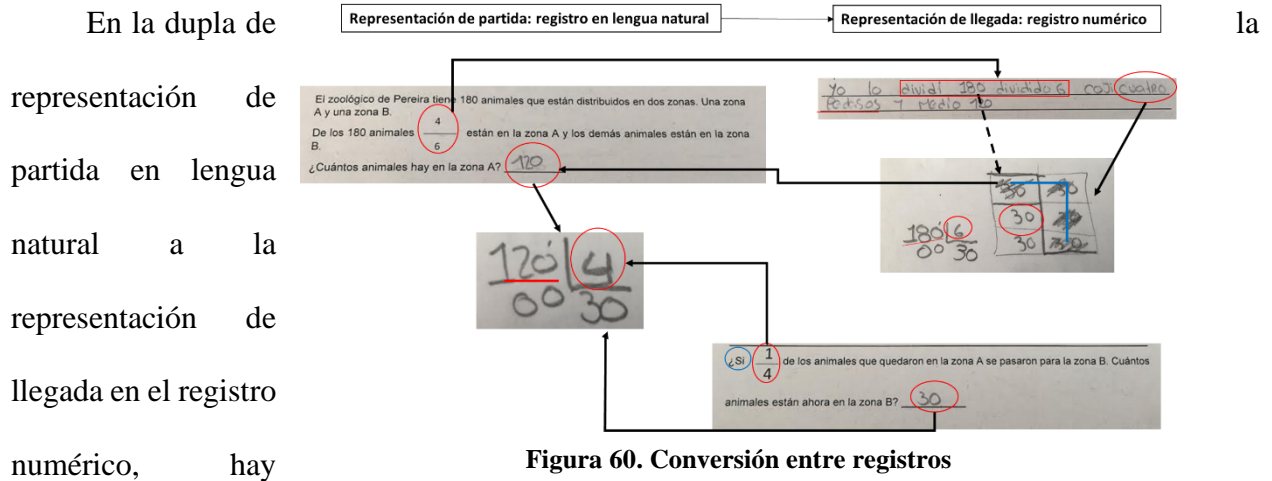 En la dupla de la
representación de
partida en lengua
natural a la
representación de
llegada en el registro
numérico, hay
Representación de partida: registro en lengua natural
Representación de llegada: registro numérico
El zoológico de Pereira tiene 180 animales que están distribuidos en dos zonas. Una zona
A y una zona B.
De los 180 animales 4/6 están en la zona A y los demás animales están en la zona
B.
¿Cuántos animales hay en la zona A? 120
yo lo dividí 180 dividido 6 coji cuatro
y medio 120
180 6
00 30
30
30
120 4
00 30
¿Si 1/4 de los animales que quedaron en la zona A se pasaron para la zona B. Cuántos
animales están ahora en la zona B? 30
Figura 60. Conversión entre registros